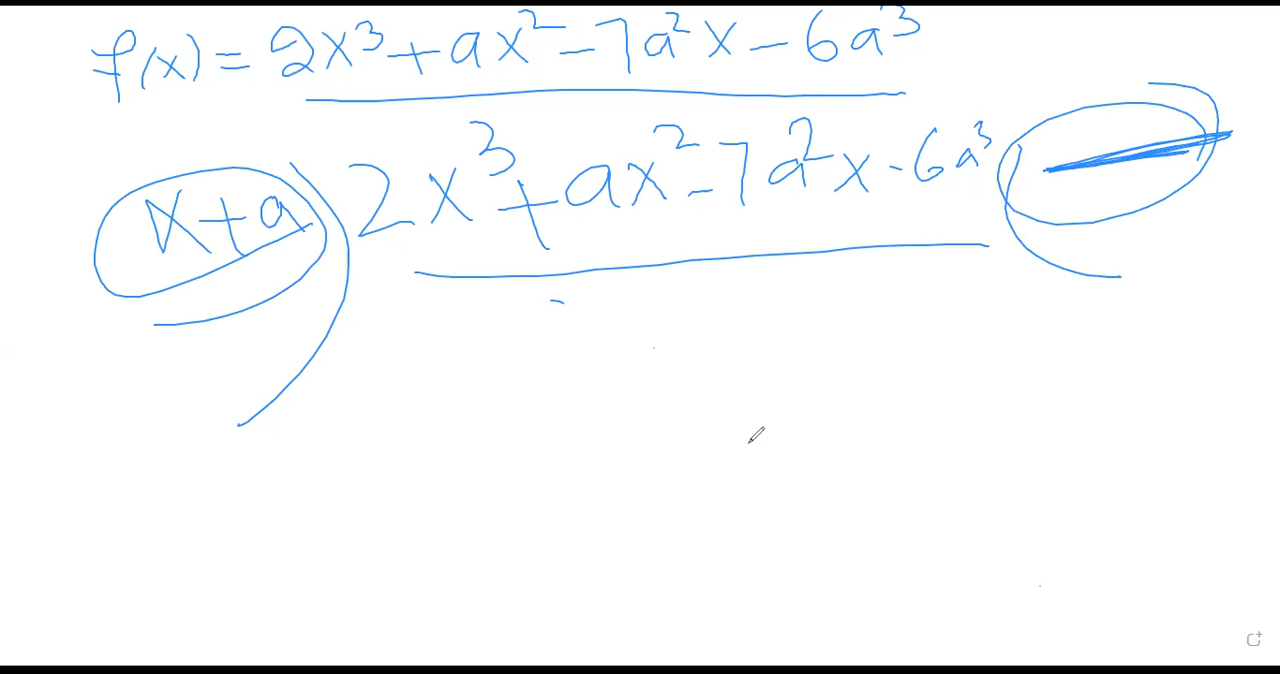 f(x) = 2x³ + ax² - 7a²x - 6a³
x+a ) 2x³ + ax² - 7a²x - 6a³ (
-